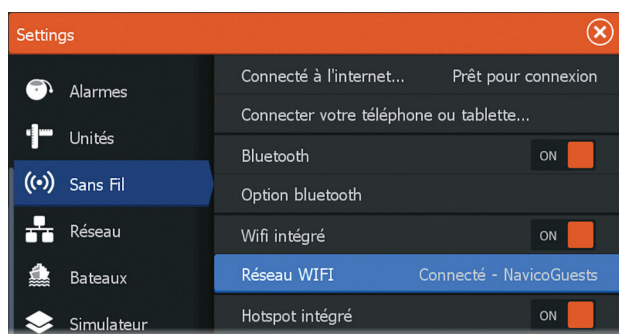 Settings
Alarmes
Unités
Sans Fil
Réseau
Bateaux
Simulateur
Connecté à l'internet... Prêt pour connexion
Connecter votre téléphone ou tablette...
Bluetooth ON
Option bluetooth
Wifi intégré ON
Réseau WIFI Connecté - NavicoGuests
Hotspot intégré ON